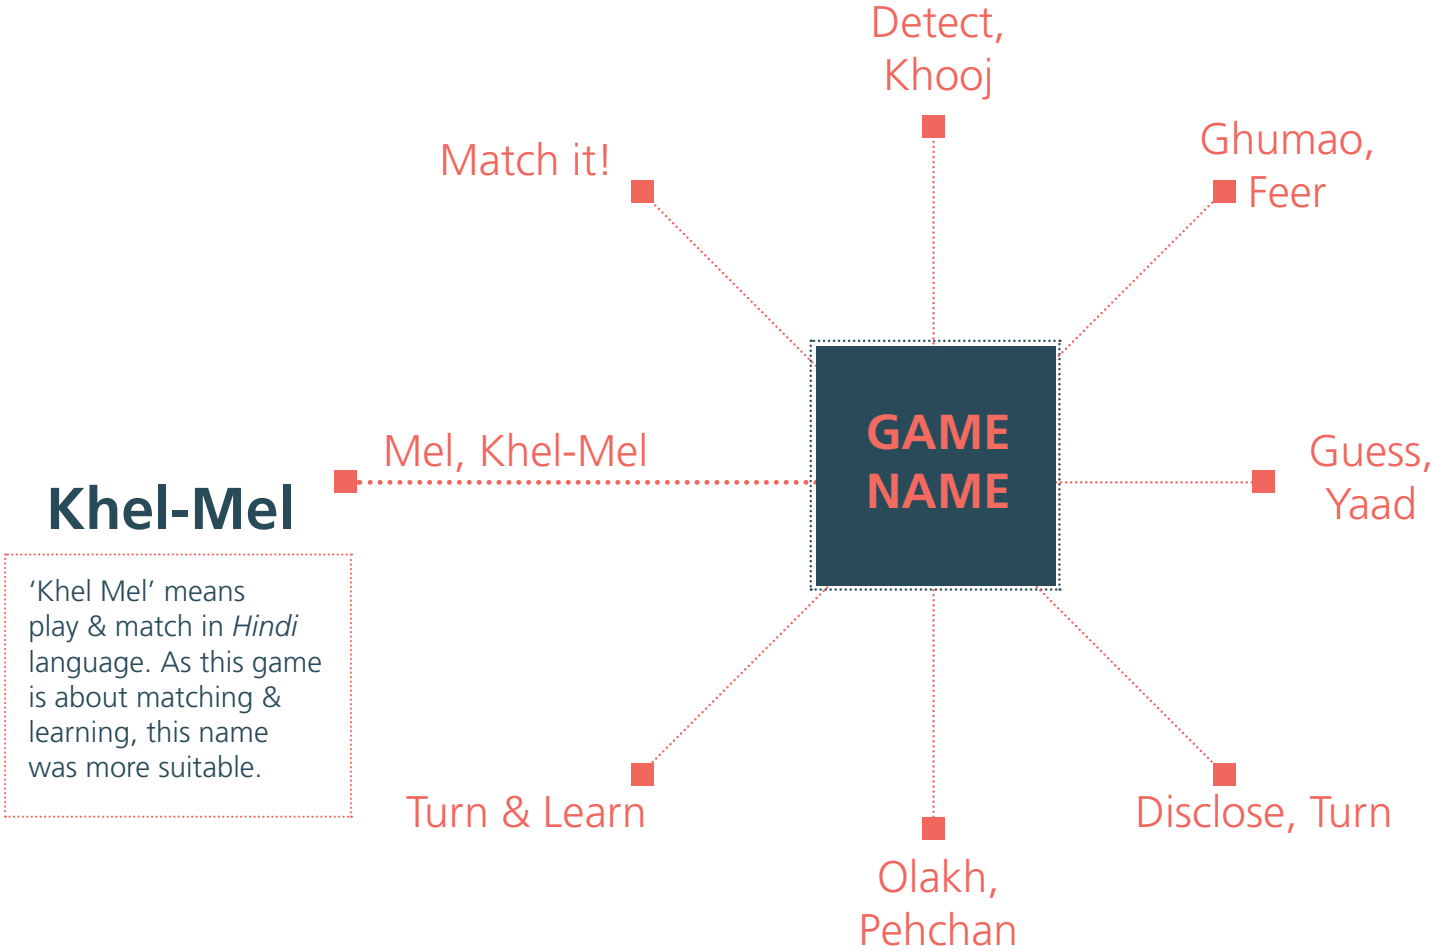 Detect,
Khooj
Match it!
Ghumao,
Feer
Mel, Khel-Mel
GAME
NAME
Guess,
Yaad
Khel-Mel
‘Khel Mel’ means
play & match in Hindi
language. As this game
is about matching &
learning, this name
was more suitable.
Turn & Learn
Disclose, Turn
Olakh,
Pehchan